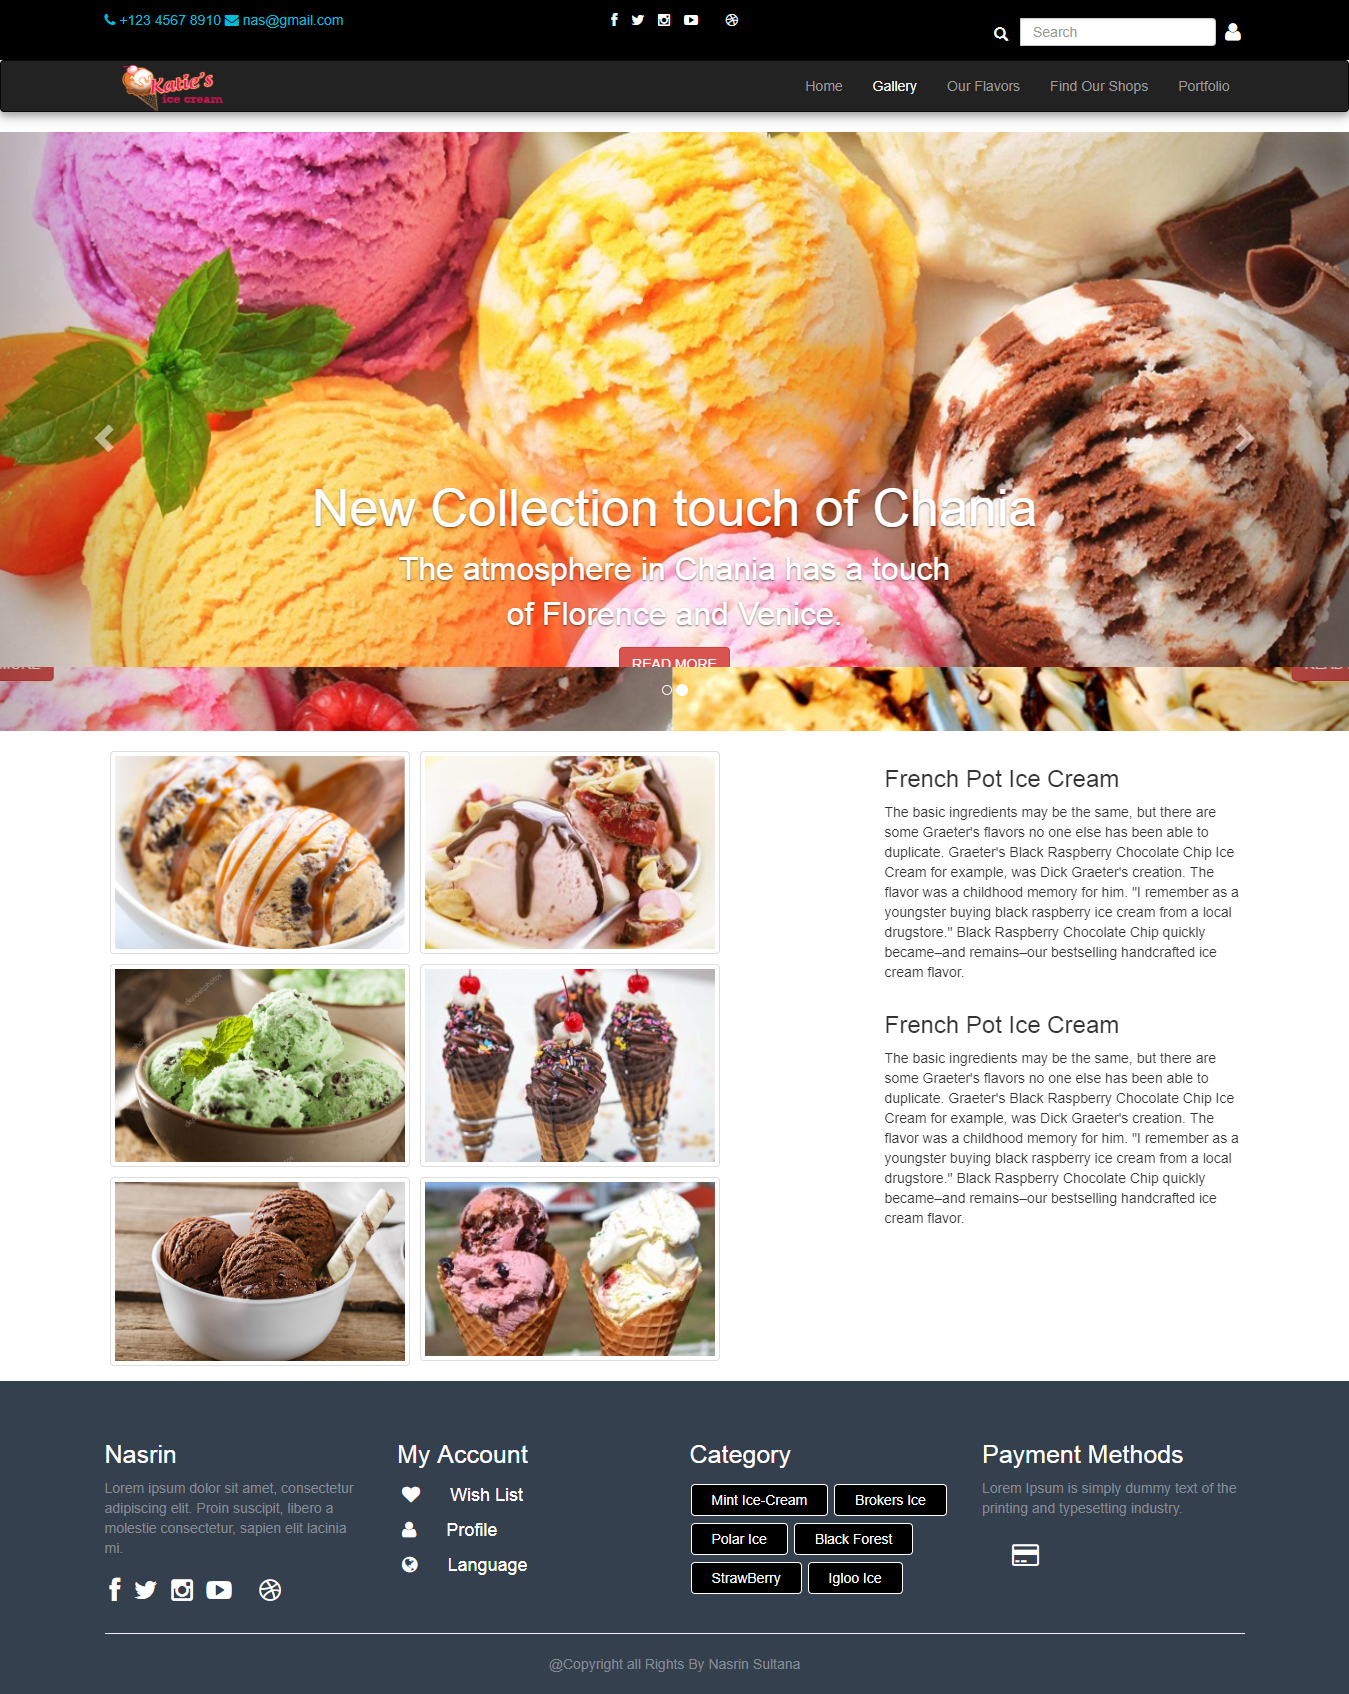 +123 4567 8910 nas@gmail.com
Search
Katie's
ice cream
Home Gallery Our Flavors Find Our Shops Portfolio
New Collection touch of Chania
The atmosphere in Chania has a touch
of Florence and Venice.
READ MORE
French Pot Ice Cream
The basic ingredients may be the same, but there are
some Graeter's flavors no one else has been able to
duplicate. Graeter's Black Raspberry Chocolate Chip Ice
Cream for example, was Dick Graeter's creation. The
flavor was a childhood memory for him. "I remember as a
youngster buying black raspberry ice cream from a local
drugstore." Black Raspberry Chocolate Chip quickly
became–and remains–our bestselling handcrafted ice
cream flavor.
French Pot Ice Cream
The basic ingredients may be the same, but there are
some Graeter's flavors no one else has been able to
duplicate. Graeter's Black Raspberry Chocolate Chip Ice
Cream for example, was Dick Graeter's creation. The
flavor was a childhood memory for him. "I remember as a
youngster buying black raspberry ice cream from a local
drugstore." Black Raspberry Chocolate Chip quickly
became–and remains–our bestselling handcrafted ice
cream flavor.
depositphotos
Nasrin
Lorem ipsum dolor sit amet, consectetur
adipiscing elit. Proin suscipit, libero a
molestie consectetur, sapien elit lacinia
mi.
My Account
Wish List
Profile
Language
Category
Mint Ice-Cream Brokers Ice
Polar Ice Black Forest
StrawBerry Igloo Ice
Payment Methods
Lorem Ipsum is simply dummy text of the
printing and typesetting industry.
@Copyright all Rights By Nasrin Sultana